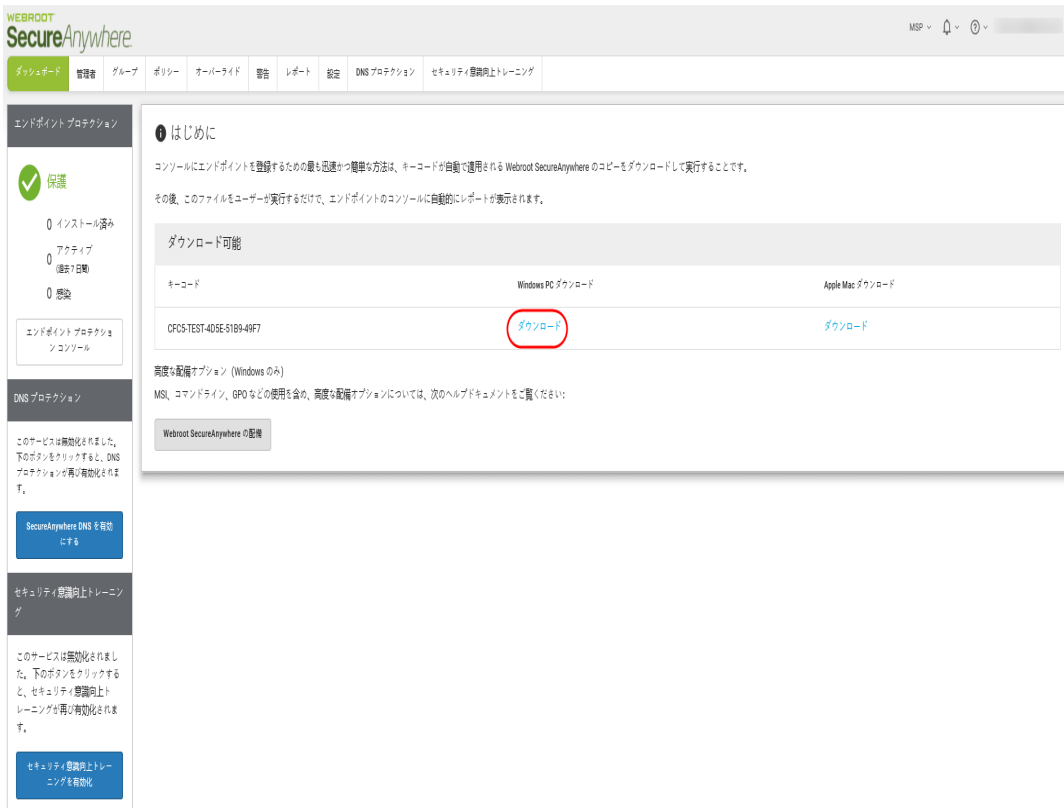 WEBROOT
SecureAnywhere.
MSP
ダッシュボード 管理者 グループ ポリシー オーバーライド 警告 レポート 設定 DNS プロテクション セキュリティ意識向上トレーニング
エンドポイント プロテクション
保護
0 インストール済み
0 アクティブ
(過去 7 日間)
0 感染
エンドポイント プロテクショ
ン コンソール
DNS プロテクション
このサービスは無効化されました。
下のボタンをクリックすると、DNS
プロテクションが再び有効化されま
す。
SecureAnywhere DNS を有効
にする
セキュリティ意識向上トレーニン
グ
このサービスは無効化されまし
た。下のボタンをクリックする
と、セキュリティ意識向上ト
レーニングが再び有効化されま
す。
セキュリティ意識向上トレー
ニングを有効化
はじめに
コンソールにエンドポイントを登録するための最も迅速かつ簡単な方法は、キーコードが自動で適用される Webroot SecureAnywhere のコピーをダウンロードして実行することです。
その後、このファイルをユーザーが実行するだけで、エンドポイントのコンソールに自動的にレポートが表示されます。
ダウンロード可能
キーコード Windows PC ダウンロード Apple Mac ダウンロード
CFC5-TEST-4D5E-51B9-49F7 ダウンロード ダウンロード
高度な配備オプション (Windows のみ)
MSI、コマンドライン、GPO などの使用を含め、高度な配備オプションについては、次のヘルプドキュメントをご覧ください:
Webroot SecureAnywhere の配備